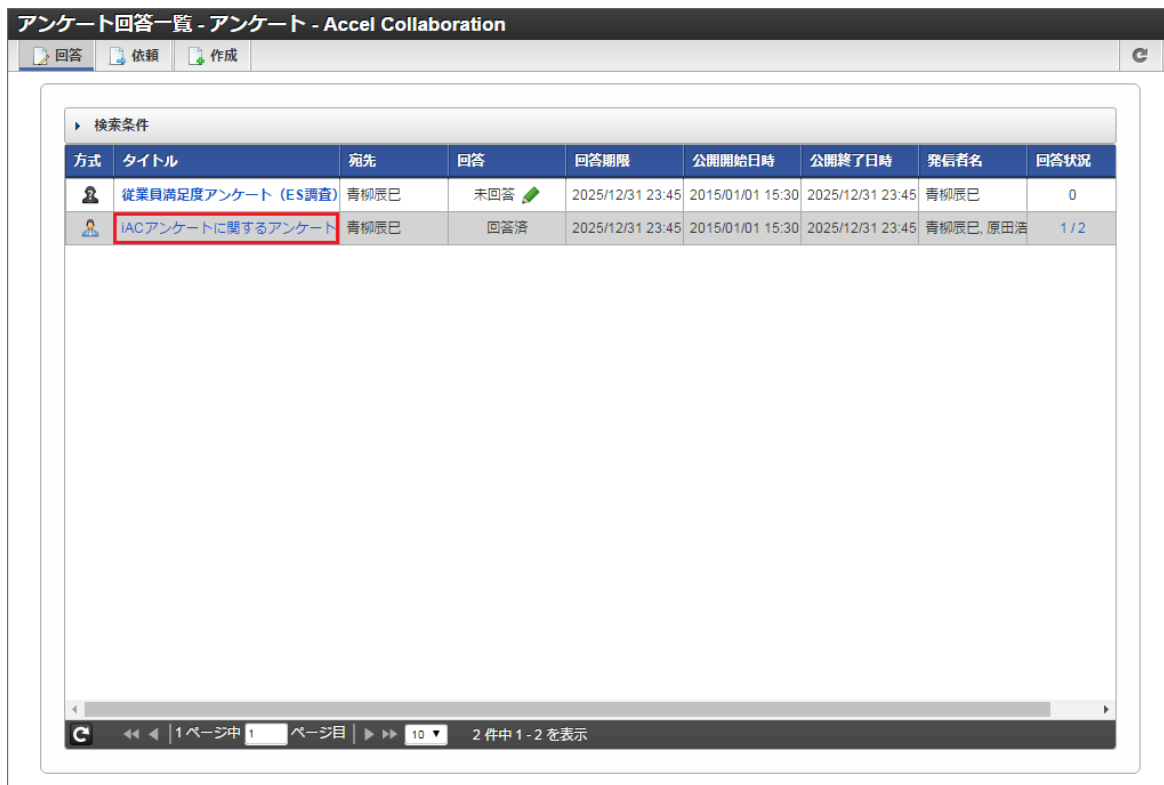 アンケート回答一覧 - アンケート - Accel Collaboration
回答 依頼 作成
検索条件
方式 タイトル 宛先 回答 回答期限 公開開始日時 公開終了日時 発信者名 回答状況
従業員満足度アンケート（ES調査） 青柳辰巳 未回答 2025/12/31 23:45 2015/01/01 15:30 2025/12/31 23:45 青柳辰巳 0
iACアンケートに関するアンケート 青柳辰巳 回答済 2025/12/31 23:45 2015/01/01 15:30 2025/12/31 23:45 青柳辰巳, 原田浩 1 / 2
1 ページ中 1 ページ目 10 2 件中 1 - 2 を表示